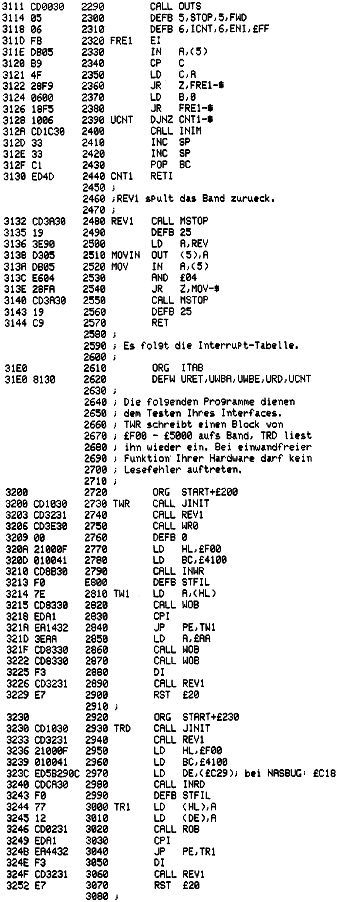 3111 CD0030 2290 CALL OUTS
3114 05 2300 DEFB 5,STOP,5,FWD
3118 06 2310 DEFB 6,ICNT,6,ENI,£FF
311D FB 2320 FRE1 EI
311E DB05 2330 IN A,(5)
3120 B9 2340 CP C
3121 4F 2350 LD C,A
3122 28F9 2360 JR Z,FRE1-$
3124 0600 2370 LD B,0
3126 18F5 2380 JR FRE1-$
3128 1006 2390 UCNT DJNZ CNT1-$
312A CD1C30 2400 CALL INIM
312D 33 2410 INC SP
312E 33 2420 INC SP
312F C1 2430 POP BC
3130 ED4D 2440 CNT1 RETI
2450 ;
2460 ;REV1 spult das Band zurueck.
2470 ;
3132 CD3A30 2480 REV1 CALL MSTOP
3135 19 2490 DEFB 25
3136 3E90 2500 LD A,REV
3138 D305 2510 MOVIN OUT (5),A
313A DB05 2520 MOV IN A,(5)
313C E604 2530 AND £04
313E 28FA 2540 JR Z,MOV-$
3140 CD3A30 2550 CALL MSTOP
3143 19 2560 DEFB 25
3144 C9 2570 RET
2580 ;
2590 ; Es folgt die Interrupt-Tabelle.
2600 ;
31E0 2610 ORG ITAB
31E0 8130 2620 DEFW URET,UWBA,UWBE,URD,UCNT
2630 ;
2640 ; Die folgenden Programme dienen
2650 ; dem Testen Ihres Interfaces.
2660 ; TWR schreibt einen Block von
2670 ; £F00 - £5000 aufs Band, TRD liest
2680 ; ihn wieder ein. Bei einwandfreier
2690 ; Funktion Ihrer Hardware darf kein
2700 ; Lesefehler auftreten.
2710 ;
3200 2720 ORG START+£200
3200 CD1030 2730 TWR CALL JINIT
3203 CD3231 2740 CALL REV1
3206 CD3E30 2750 CALL WR0
3209 00 2760 DEFB 0
320A 21000F 2770 LD HL,£F00
320D 010041 2780 LD BC,£4100
3210 CD8B30 2790 CALL INWR
3213 F0 E800 DEFB STFIL
3214 7E 2810 TW1 LD A,(HL)
3215 CD8330 2820 CALL WOB
3218 EDA1 2830 CPI
321A EA1432 2840 JP PE,TW1
321D 3EAA 2850 LD A,£AA
321F CD8330 2860 CALL WOB
3222 CD8330 2870 CALL WOB
3225 F3 2880 DI
3226 CD3231 2890 CALL REV1
3229 E7 2900 RST £20
2910 ;
3230 2920 ORG START+£230
3230 CD1030 2930 TRD CALL JINIT
3233 CD3231 2940 CALL REV1
3236 21000F 2950 LD HL,£F00
3239 010041 2960 LD BC,£4100
323C ED5B290C 2970 LD DE,(£C29); bei NASBUG: £C18
3240 CDCA30 2980 CALL INRD
3243 F0 2990 DEFB STFIL
3244 77 3000 TR1 LD (HL),A
3245 12 3010 LD (DE),A
3246 CD0231 3020 CALL ROB
3249 EDA1 3030 CPI
324B EA4432 3040 JP PE,TR1
324E F3 3050 DI
324F CD3231 3060 CALL REV1
3252 E7 3070 RST £20
3080 ;